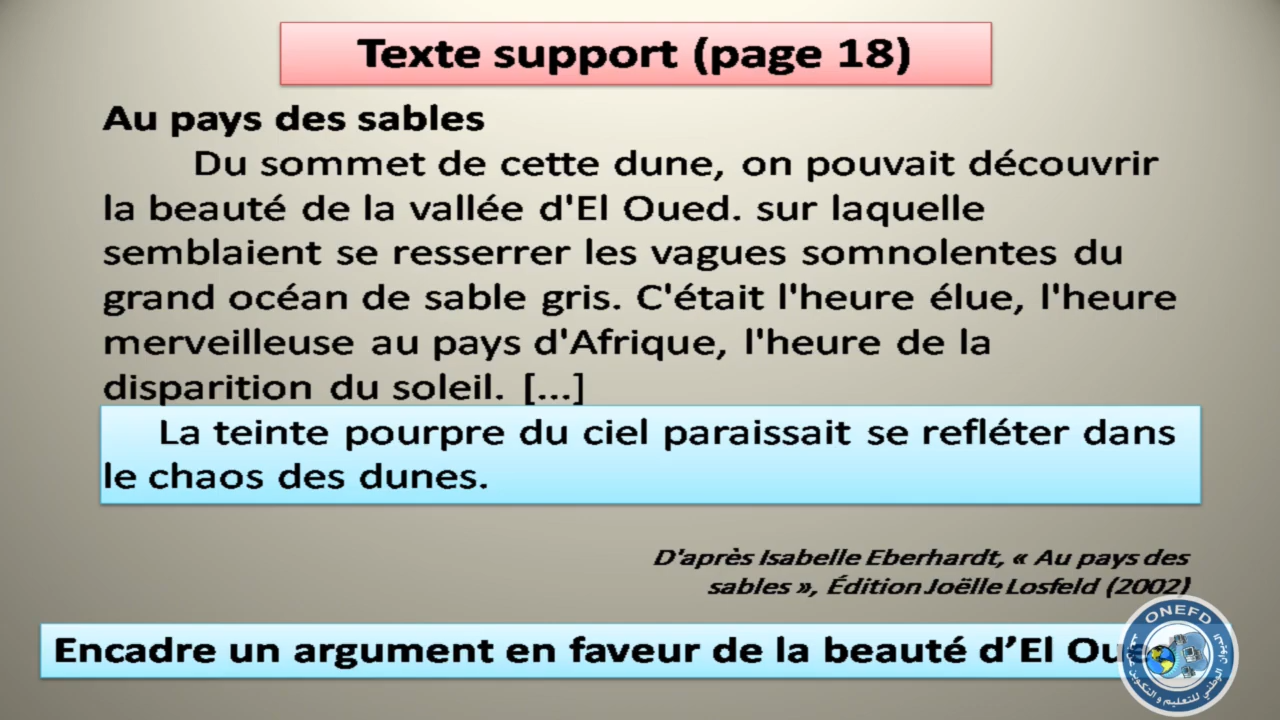 Texte support (page 18)
Au pays des sables
Du sommet de cette dune, on pouvait découvrir
la beauté de la vallée d'El Oued. sur laquelle
semblaient se resserrer les vagues somnolentes du
grand océan de sable gris. C'était l'heure élue, l'heure
merveilleuse au pays d'Afrique, l'heure de la
disparition du soleil. [...]
La teinte pourpre du ciel paraissait se refléter dans
le chaos des dunes.
D'après Isabelle Eberhardt, « Au pays des
sables », Édition Joëlle Losfeld (2002)
Encadre un argument en faveur de la beauté d’El Oue
ONEFD